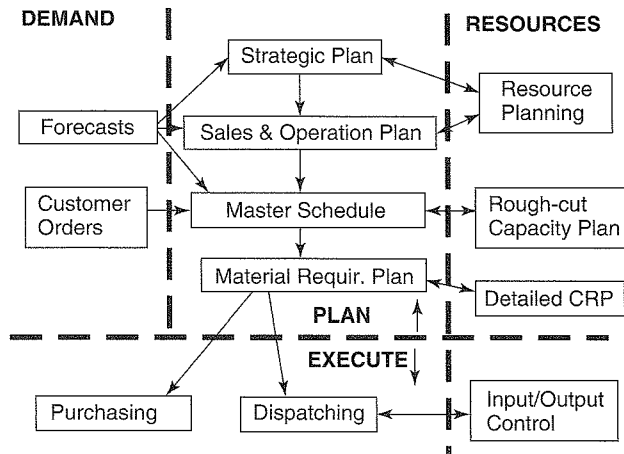 DEMAND
RESOURCES
Strategic Plan
Resource
Planning
Forecasts
Sales & Operation Plan
Customer
Orders
Master Schedule
Rough-cut
Capacity Plan
Material Requir. Plan
Detailed CRP
PLAN
EXECUTE
Purchasing
Dispatching
Input/Output
Control